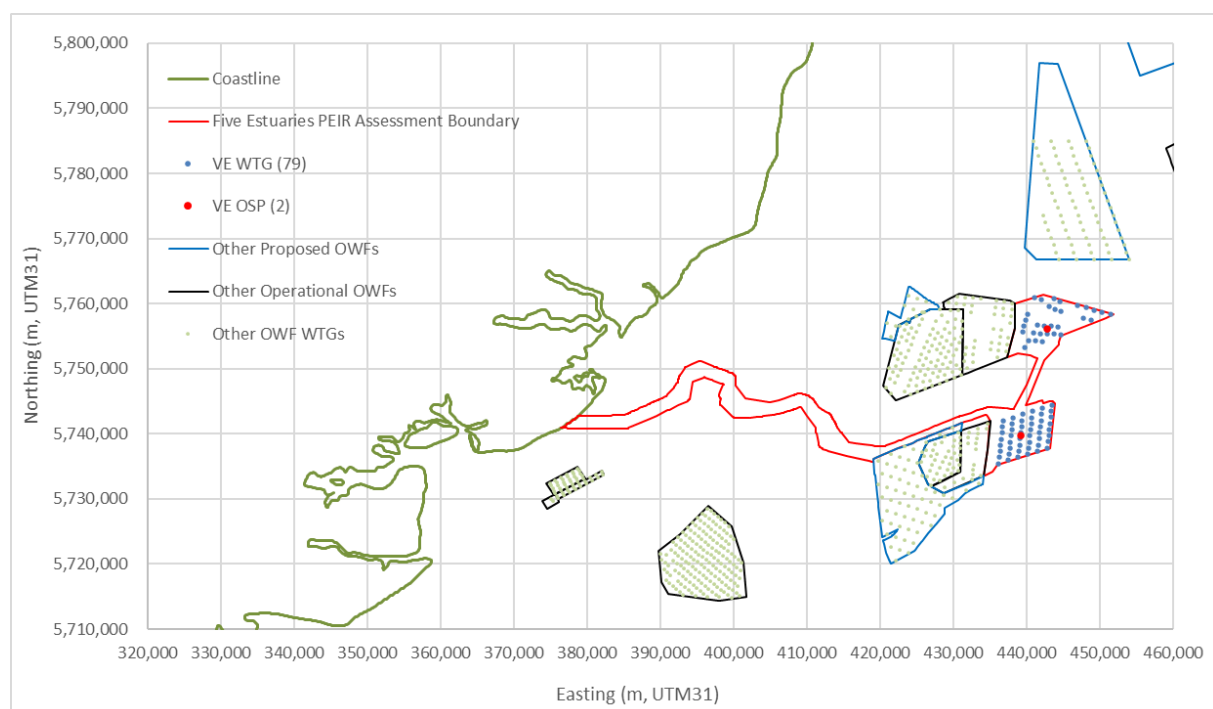 5,800,000
5,790,000
5,780,000
5,770,000
5,760,000
5,750,000
5,740,000
5,730,000
5,720,000
5,710,000
Northing (m, UTM31)
Coastline
Five Estuaries PEIR Assessment Boundary
VE WTG (79)
VE OSP (2)
Other Proposed OWFs
Other Operational OWFs
Other OWF WTGs
320,000 330,000 340,000 350,000 360,000 370,000 380,000 390,000 400,000 410,000 420,000 430,000 440,000 450,000 460,000
Easting (m, UTM31)